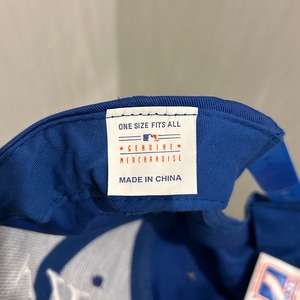 ONE SIZE FITS ALL
GENUINE
MERCHANDISE
MADE IN CHINA